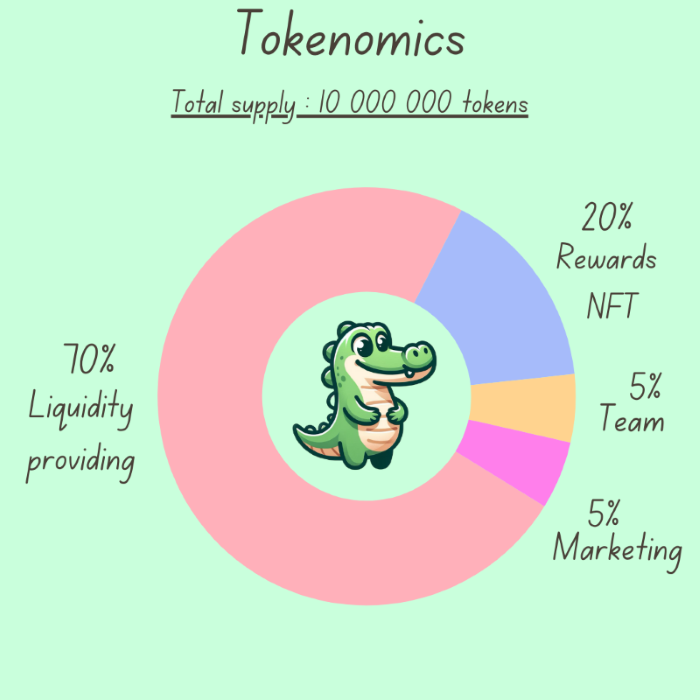 Tokenomics
Total supply : 10 000 000 tokens
20%
Rewards
NFT
70%
Liquidity
providing
5%
Team
5%
Marketing